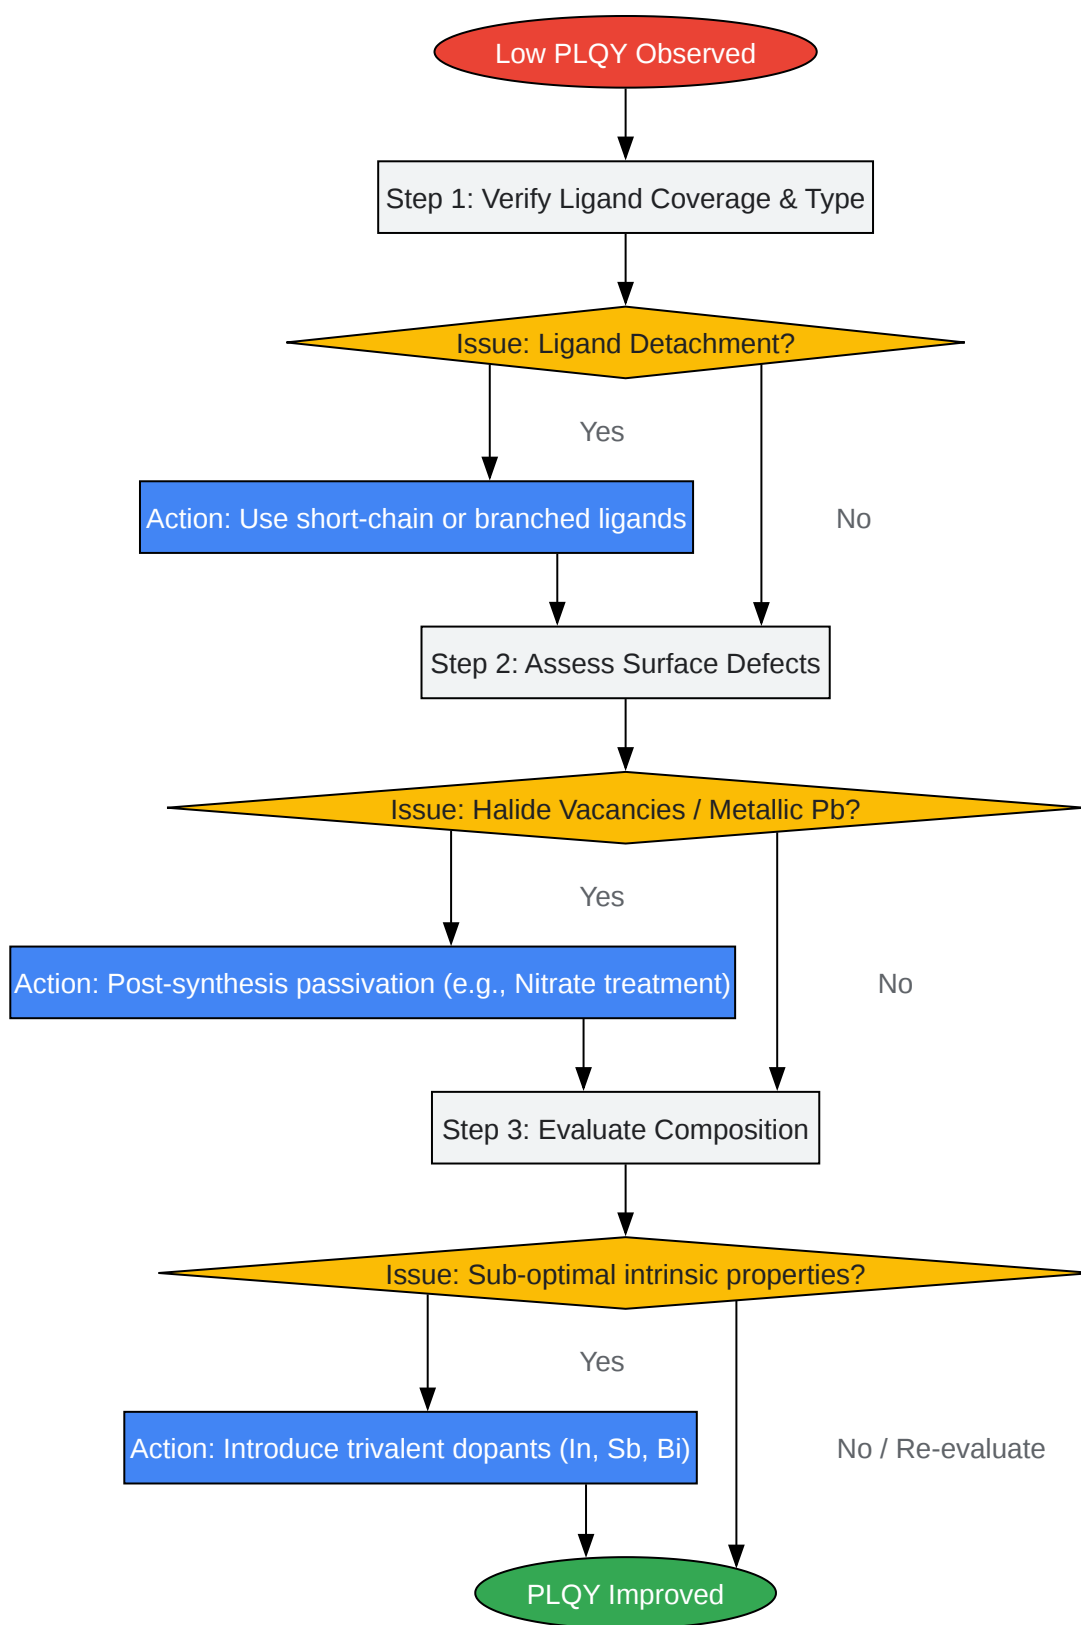 Low PLQY Observed
Step 1: Verify Ligand Coverage & Type
Issue: Ligand Detachment?
Yes
Action: Use short-chain or branched ligands
No
Step 2: Assess Surface Defects
Issue: Halide Vacancies / Metallic Pb?
Yes
Action: Post-synthesis passivation (e.g., Nitrate treatment)
No
Step 3: Evaluate Composition
Issue: Sub-optimal intrinsic properties?
Yes
Action: Introduce trivalent dopants (In, Sb, Bi)
No / Re-evaluate
PLQY Improved